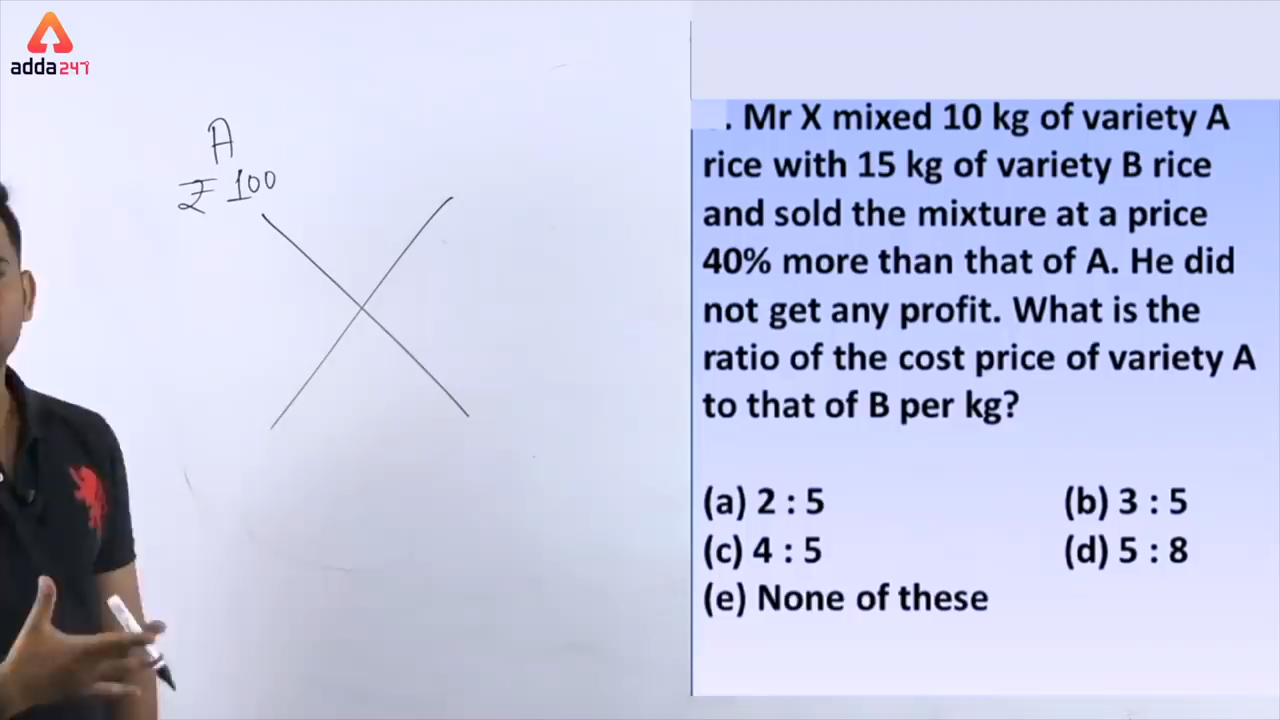 adda247
A
₹ 100
. Mr X mixed 10 kg of variety A
rice with 15 kg of variety B rice
and sold the mixture at a price
40% more than that of A. He did
not get any profit. What is the
ratio of the cost price of variety A
to that of B per kg?
(a) 2 : 5 (b) 3 : 5
(c) 4 : 5 (d) 5 : 8
(e) None of these